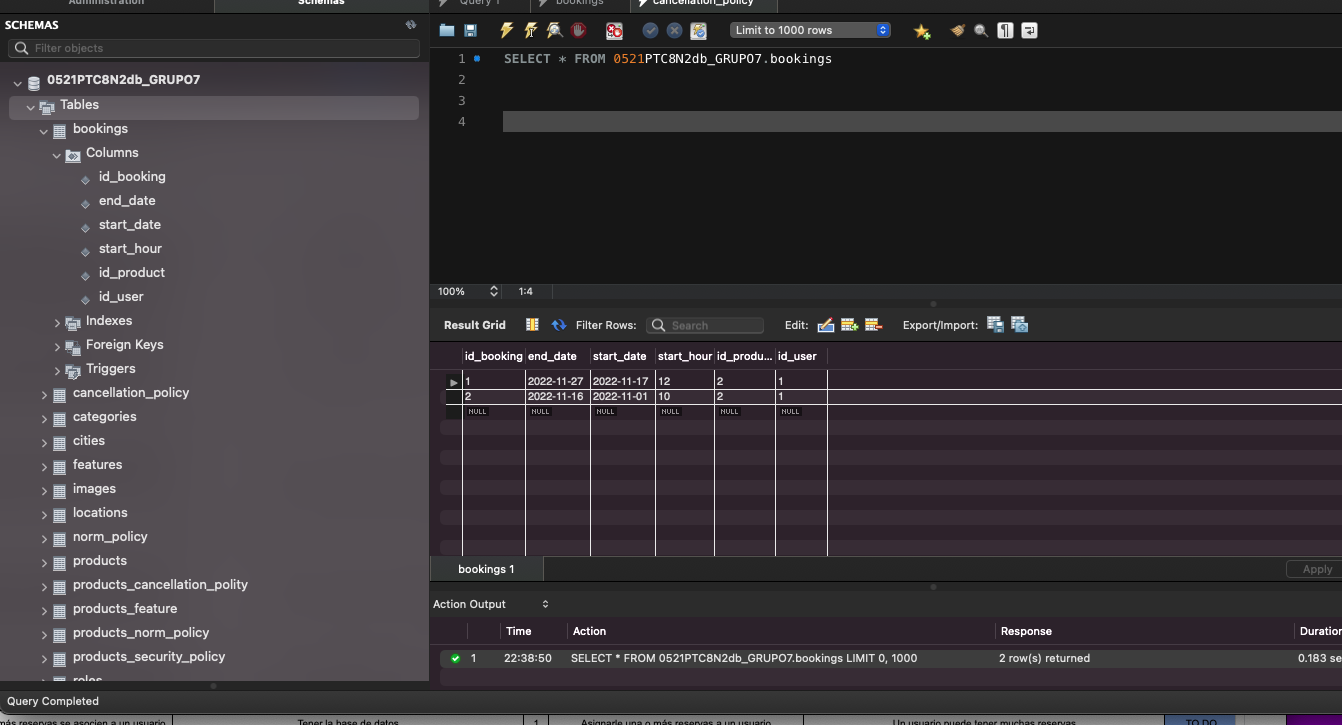 Administration
Schemas
Query 1
bookings
cancellation_policy
SCHEMAS
Filter objects
0521PTC8N2db_GRUPO7
Tables
bookings
Columns
id_booking
end_date
start_date
start_hour
id_product
id_user
Indexes
Foreign Keys
Triggers
cancellation_policy
categories
cities
features
images
locations
norm_policy
products
products_cancellation_polity
products_feature
products_norm_policy
products_security_policy
roles
Limit to 1000 rows
1 SELECT * FROM 0521PTC8N2db_GRUPO7.bookings
2
3
4
100% 1:4
Result Grid Filter Rows: Search Edit: Export/Import:
id_booking end_date start_date start_hour id_produ... id_user
1 2022-11-27 2022-11-17 12 2 1
2 2022-11-16 2022-11-01 10 2 1
NULL NULL NULL NULL NULL NULL
bookings 1
Apply
Action Output
Time Action Response Duration
1 22:38:50 SELECT * FROM 0521PTC8N2db_GRUPO7.bookings LIMIT 0, 1000 2 row(s) returned 0.183 se
Query Completed
más reservas se asocien a un usuario Tener la base de datos 1 Asignarle una o más reservas a un usuario Un usuario puede tener muchas reservas TO DO